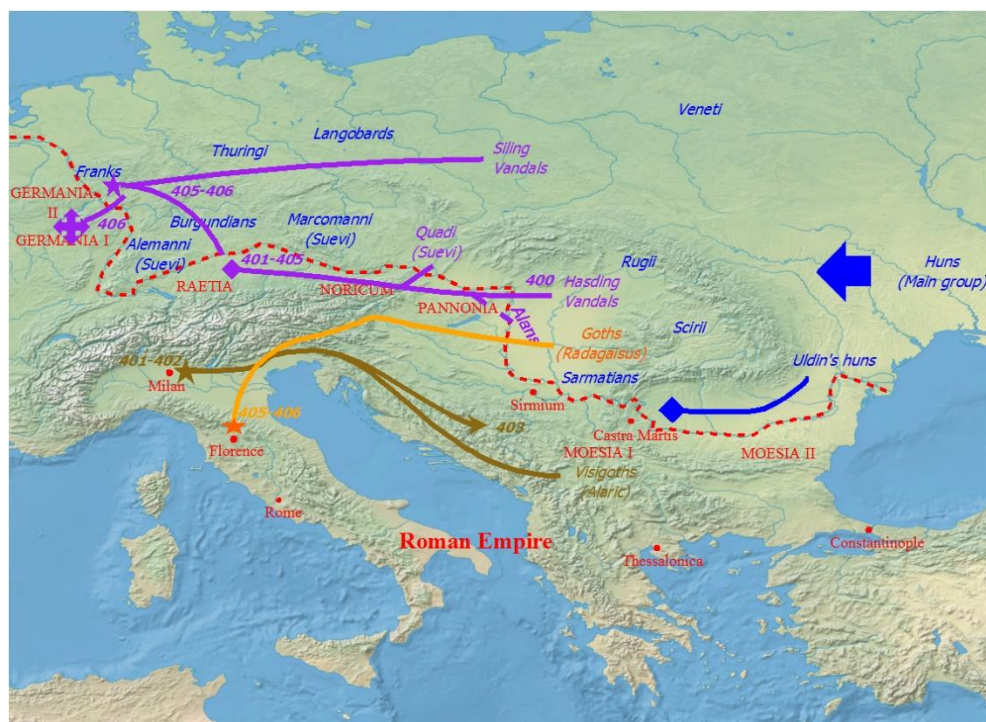 Veneti
Langobards
Thuringi
Siling
Vandals
Franks
405-406
GERMANIA
II
406
GERMANIA I
Burgundians
Marcomanni
(Suevi)
Alemanni
(Suevi)
Quadi
(Suevi)
401-405
RAETIA
NORICUM
PANNONIA
400
Hasding
Vandals
Rugii
Huns
(Main group)
Alans
Scirii
Goths
(Radagaisus)
401-402
Milan
Uldin's huns
Sarmatians
Sirmium
405-406
Florence
403
Castra Martis
MOESIA I
MOESIA II
Visigoths
(Alaric)
Rome
Roman Empire
Thessalonica
Constantinople